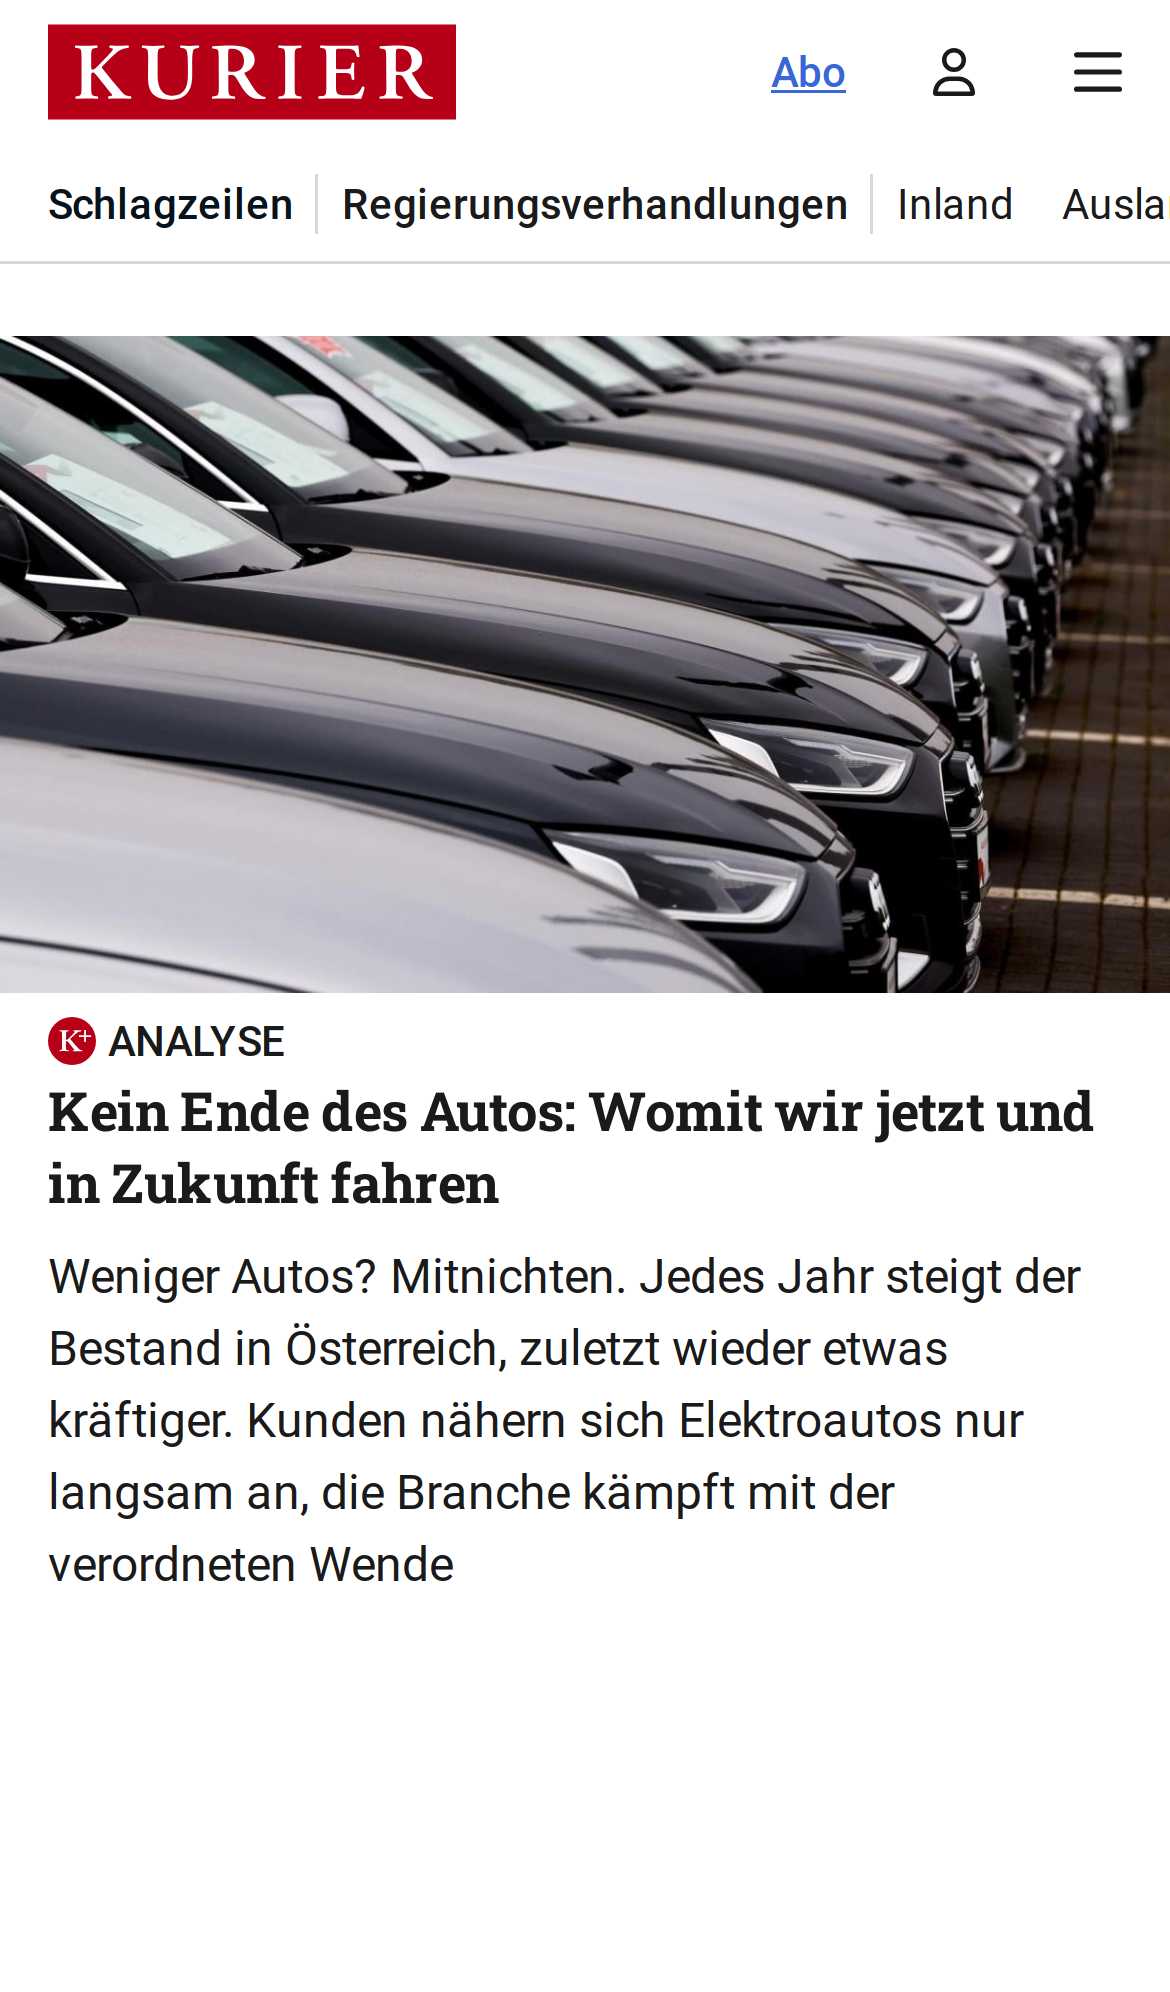 KURIER
Abo
Schlagzeilen
Regierungsverhandlungen
Inland
Ausla
K+ ANALYSE
Kein Ende des Autos: Womit wir jetzt und
in Zukunft fahren
Weniger Autos? Mitnichten. Jedes Jahr steigt der
Bestand in Österreich, zuletzt wieder etwas
kräftiger. Kunden nähern sich Elektroautos nur
langsam an, die Branche kämpft mit der
verordneten Wende